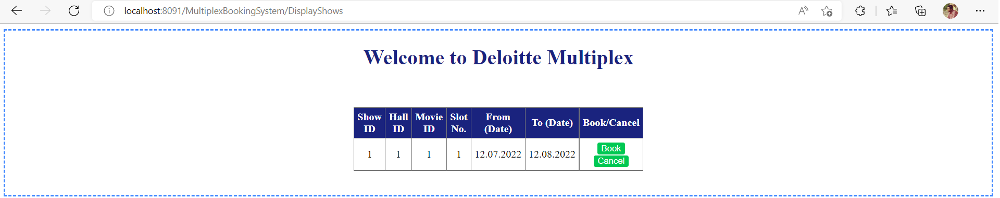 localhost:8091/MultiplexBookingSystem/DisplayShows
Welcome to Deloitte Multiplex
Show ID Hall ID Movie ID Slot No. From (Date) To (Date) Book/Cancel
1 1 1 1 12.07.2022 12.08.2022 Book
Cancel